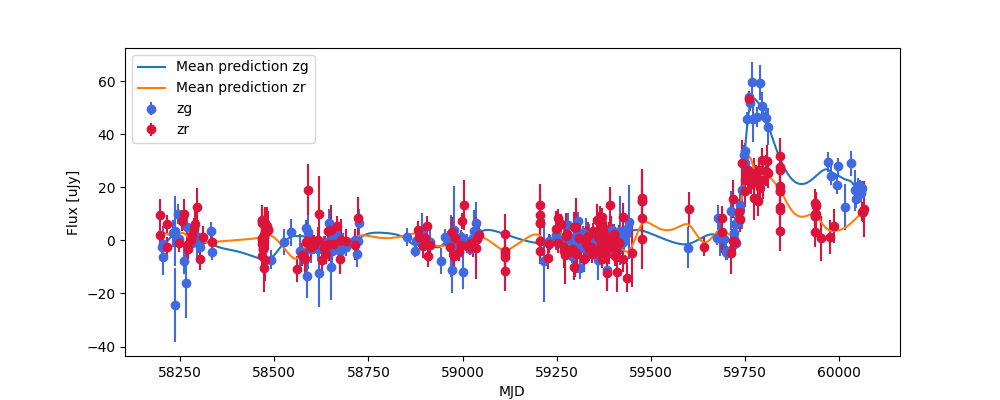 Mean prediction zg
Mean prediction zr
zg
zr
Flux [uJy]
60
40
20
0
−20
−40
58250
58500
58750
59000
59250
59500
59750
60000
MJD